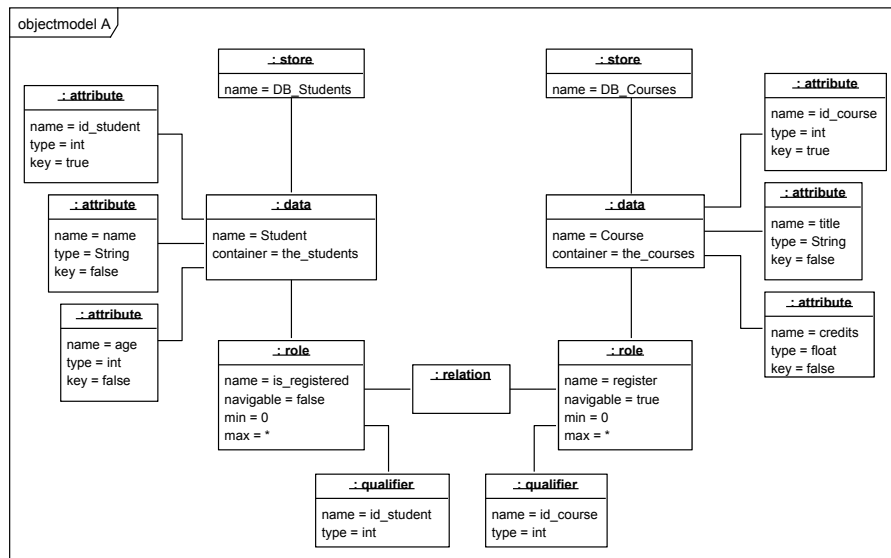 objectmodel A
: store
name = DB_Students
: store
name = DB_Courses
: attribute
name = id_student
type = int
key = true
: attribute
name = id_course
type = int
key = true
: attribute
name = name
type = String
key = false
: data
name = Student
container = the_students
: data
name = Course
container = the_courses
: attribute
name = title
type = String
key = false
: attribute
name = age
type = int
key = false
: attribute
name = credits
type = float
key = false
: role
name = is_registered
navigable = false
min = 0
max = *
: relation
: role
name = register
navigable = true
min = 0
max = *
: qualifier
name = id_student
type = int
: qualifier
name = id_course
type = int